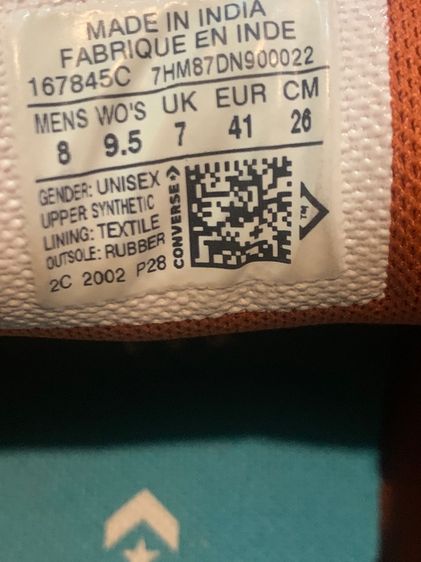 MADE IN INDIA
FABRIQUE EN INDE
167845C 7HM87DN900022
MENS WO'S UK EUR CM
8 9.5 7 41 26
GENDER: UNISEX
UPPER SYNTHETIC
LINING: TEXTILE
OUTSOLE: RUBBER
2C 2002 P28
CONVERSE
TM